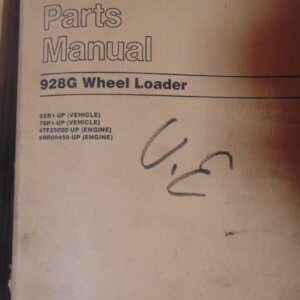 Parts
Manual
928G Wheel Loader
6XR1-UP (VEHICLE)
7SR1-UP (VEHICLE)
4TF25000-UP (ENGINE)
6RR00450-UP (ENGINE)
V.E